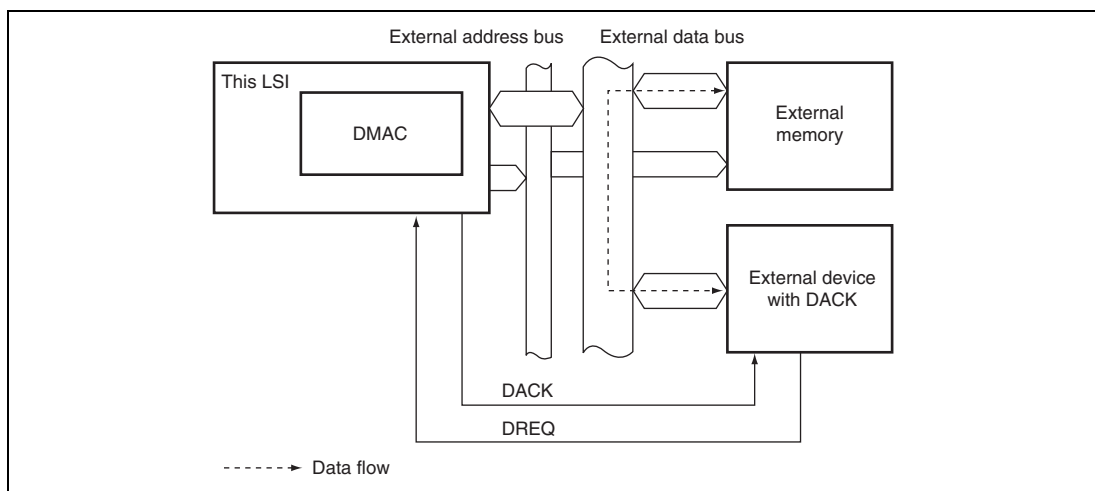 External address bus
External data bus
This LSI
DMAC
External
memory
External device
with DACK
DACK
DREQ
Data flow